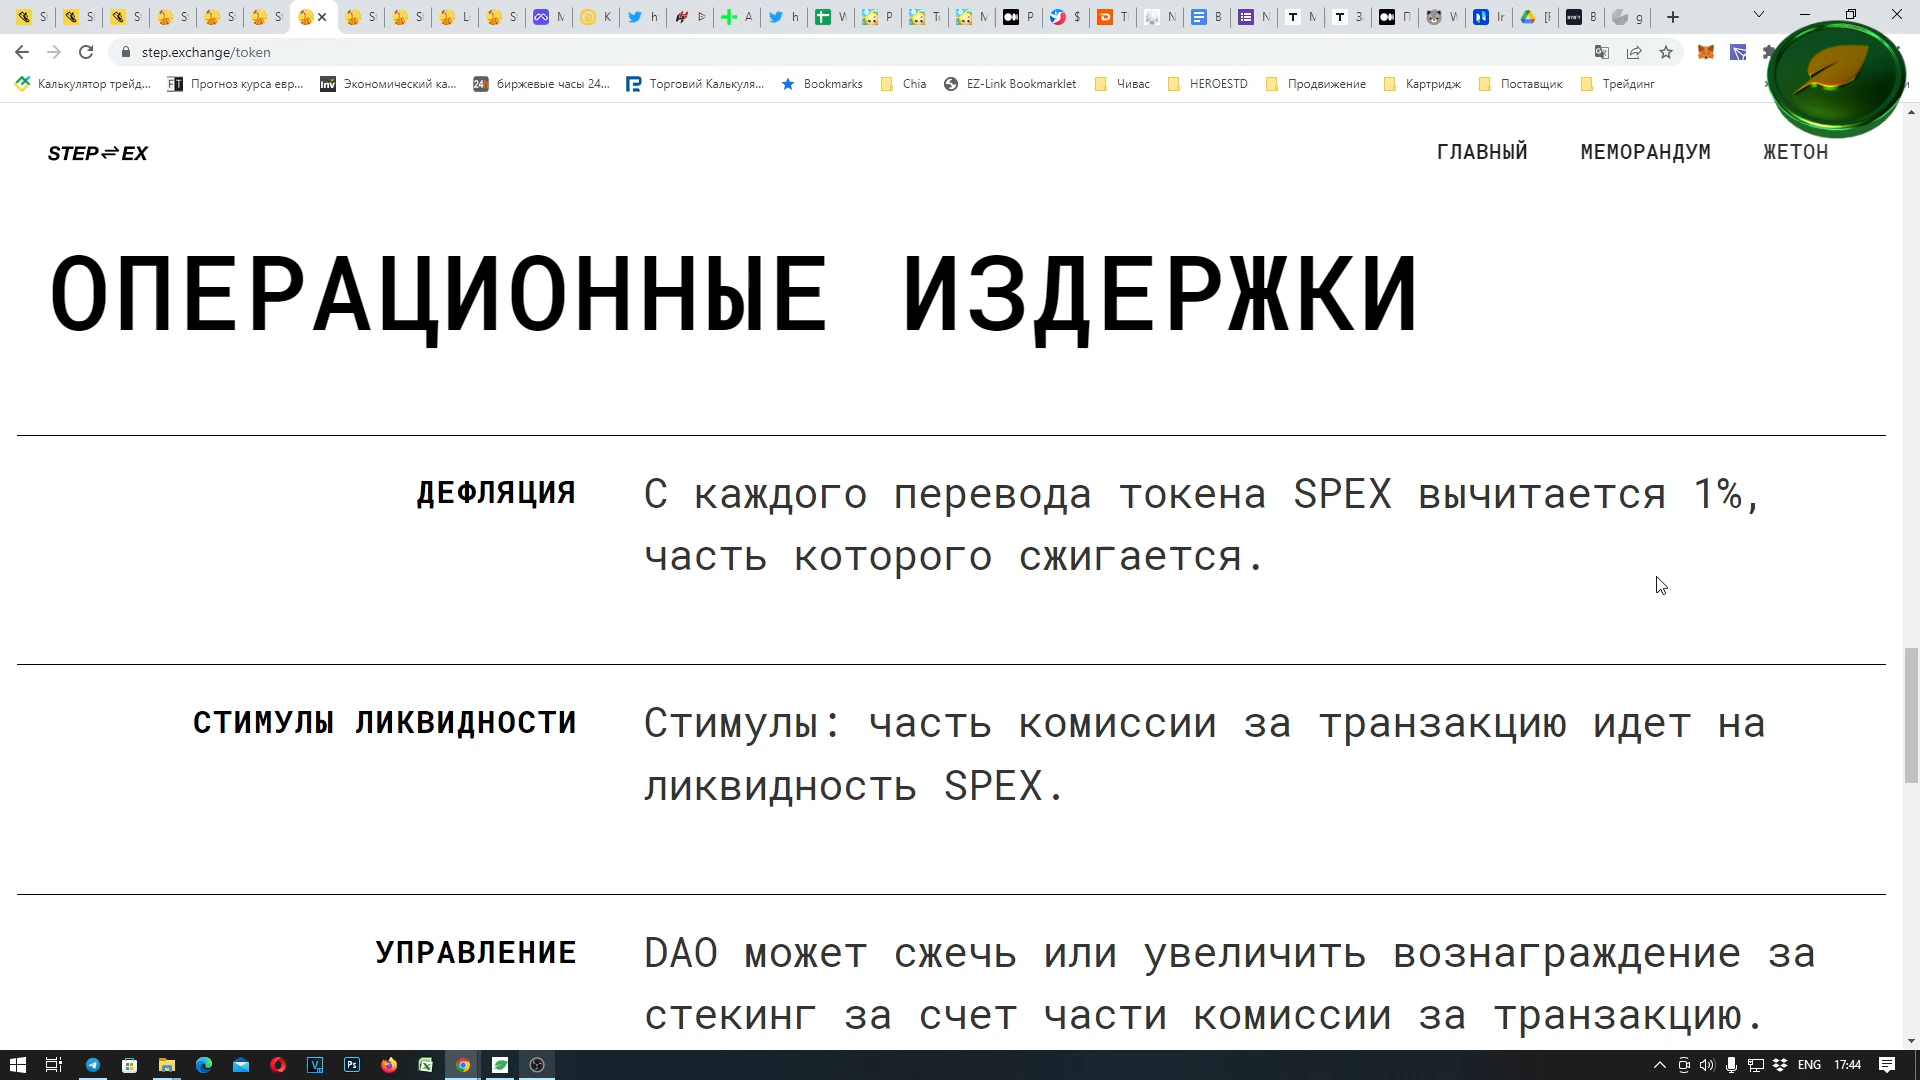 step.exchange/token
Калькулятор трейд... Прогноз курса евр... Экономический ка... биржевые часы 24... Торговий Калькуля... Bookmarks Chia EZ-Link Bookmarklet Чивас HEROESTD Продвижение Картридж Поставщик Трейдинг
STEP⇌EX ГЛАВНЫЙ МЕМОРАНДУМ ЖЕТОН
ОПЕРАЦИОННЫЕ ИЗДЕРЖКИ
ДЕФЛЯЦИЯ
С каждого перевода токена SPEX вычитается 1%,
часть которого сжигается.
СТИМУЛЫ ЛИКВИДНОСТИ
Стимулы: часть комиссии за транзакцию идет на
ликвидность SPEX.
УПРАВЛЕНИЕ
DAO может сжечь или увеличить вознаграждение за
стекинг за счет части комиссии за транзакцию.
ENG 17:44